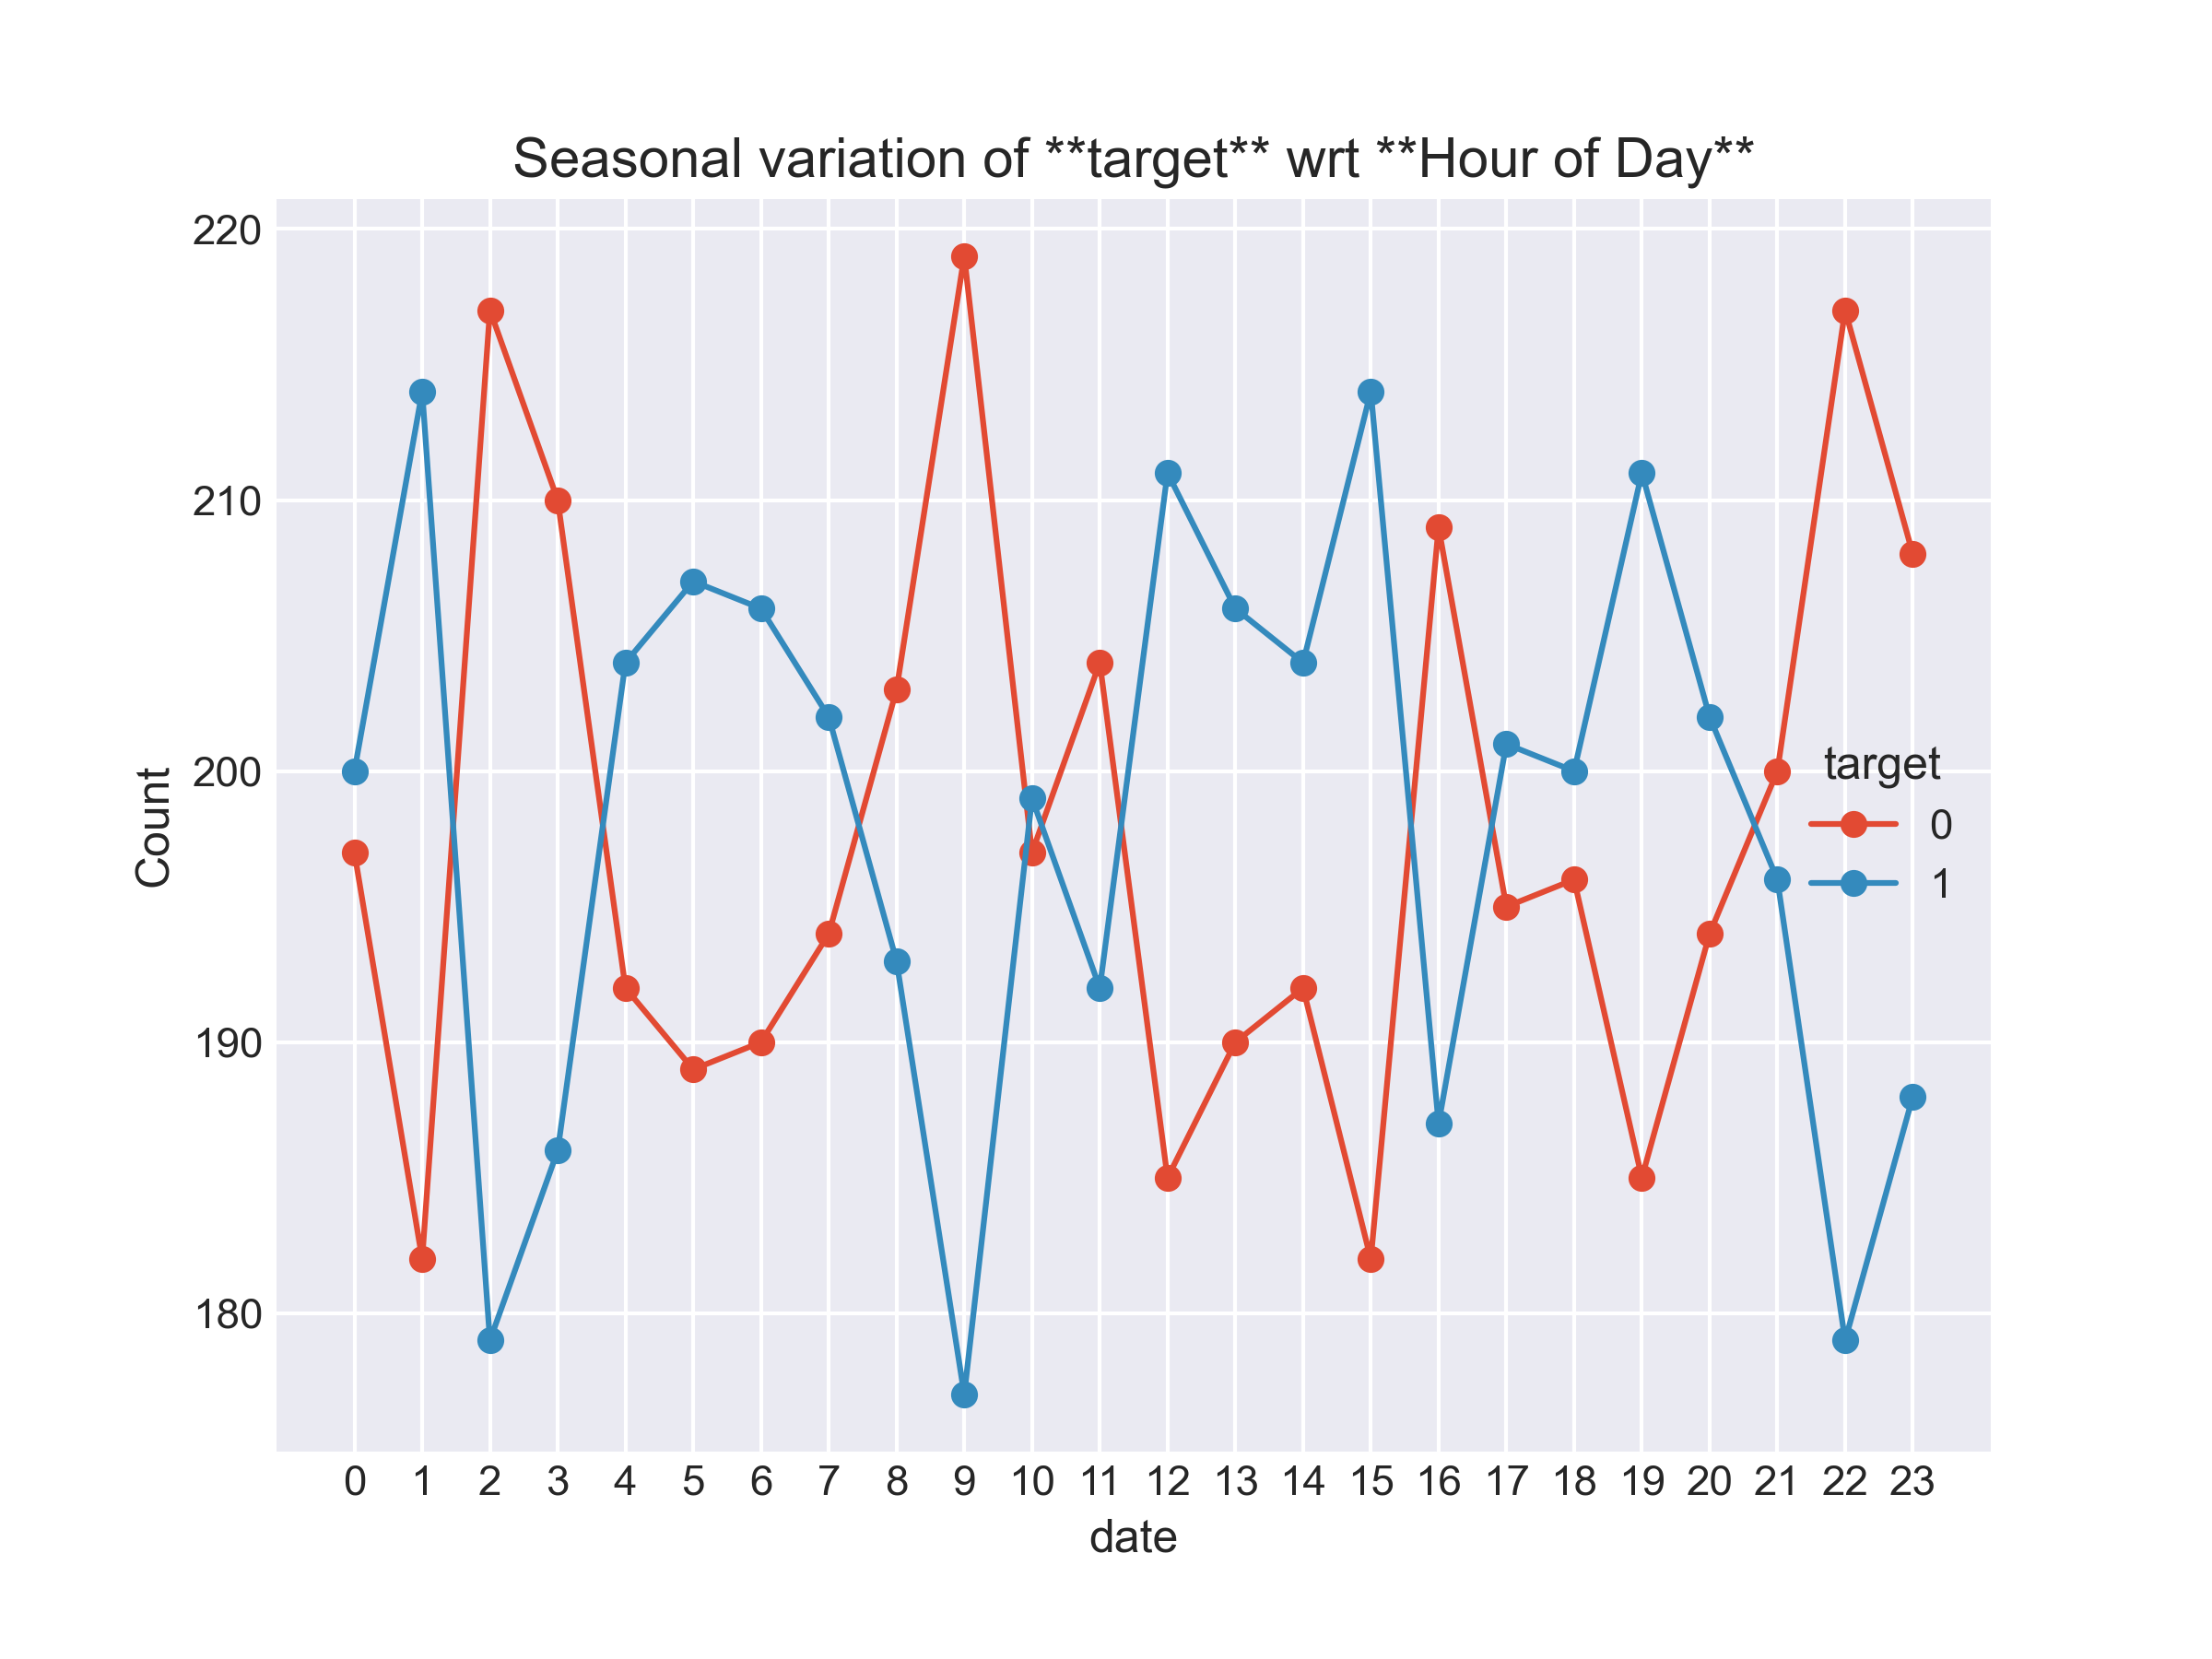 Seasonal variation of **target** wrt **Hour of Day**
220
210
200
190
180
Count
target
0
1
0 1 2 3 4 5 6 7 8 9 10 11 12 13 14 15 16 17 18 19 20 21 22 23
date